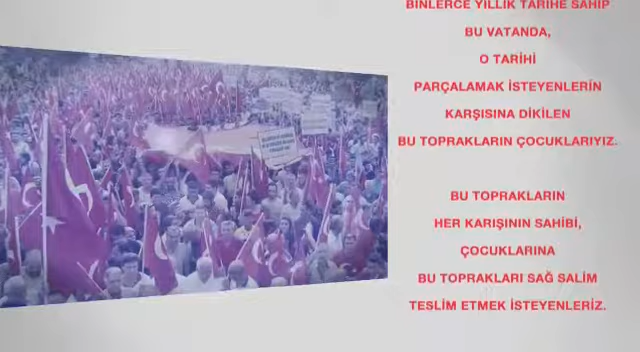 BİNLERCE YILLIK TARİHE SAHİP
BU VATANDA,
O TARİHİ
PARÇALAMAK İSTEYENLERİN
KARŞISINA DİKİLEN
BU TOPRAKLARIN ÇOCUKLARIYIZ.
BU TOPRAKLARIN
HER KARIŞININ SAHİBİ,
ÇOCUKLARINA
BU TOPRAKLARI SAĞ SALİM
TESLİM ETMEK İSTEYENLERİZ.